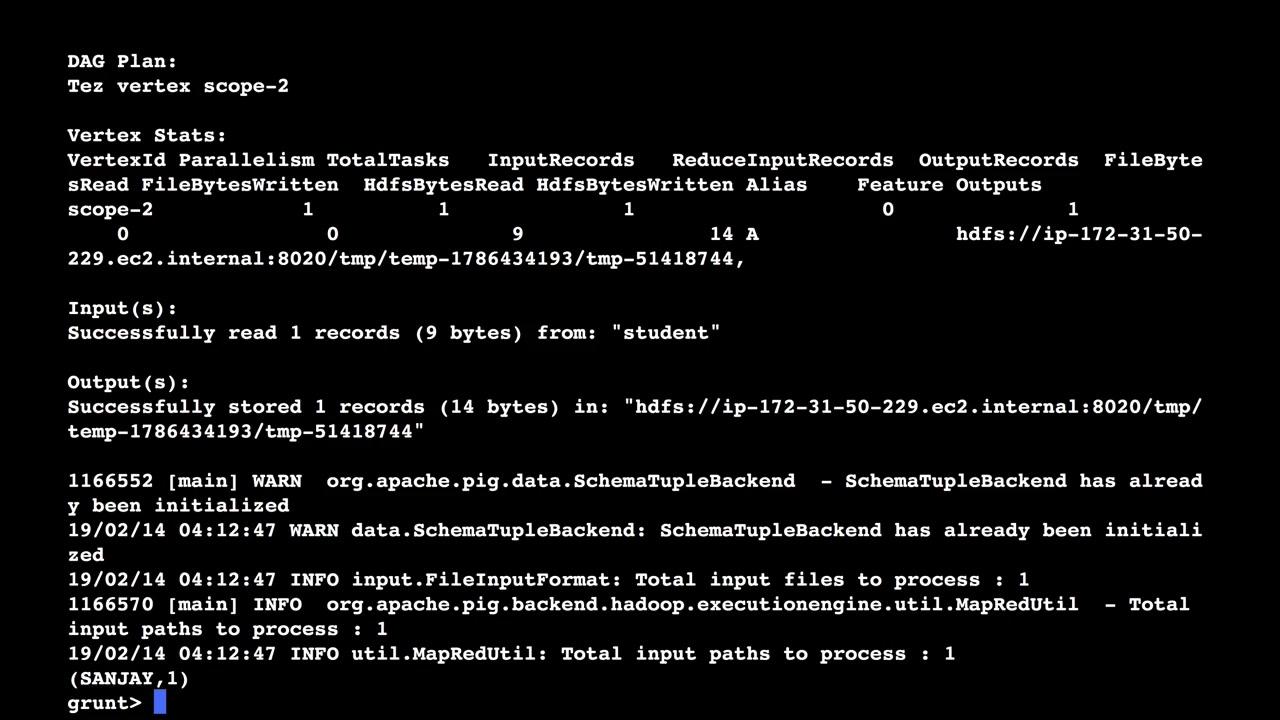 DAG Plan:
Tez vertex scope-2
Vertex Stats:
VertexId Parallelism TotalTasks   InputRecords   ReduceInputRecords  OutputRecords  FileByte
sRead FileBytesWritten  HdfsBytesRead HdfsBytesWritten Alias    Feature Outputs
scope-2            1          1              1                    0              1
    0                0              9               14 A                hdfs://ip-172-31-50-
229.ec2.internal:8020/tmp/temp-1786434193/tmp-51418744,
Input(s):
Successfully read 1 records (9 bytes) from: "student"
Output(s):
Successfully stored 1 records (14 bytes) in: "hdfs://ip-172-31-50-229.ec2.internal:8020/tmp/
temp-1786434193/tmp-51418744"
1166552 [main] WARN  org.apache.pig.data.SchemaTupleBackend  - SchemaTupleBackend has alread
y been initialized
19/02/14 04:12:47 WARN data.SchemaTupleBackend: SchemaTupleBackend has already been initiali
zed
19/02/14 04:12:47 INFO input.FileInputFormat: Total input files to process : 1
1166570 [main] INFO  org.apache.pig.backend.hadoop.executionengine.util.MapRedUtil  - Total
input paths to process : 1
19/02/14 04:12:47 INFO util.MapRedUtil: Total input paths to process : 1
(SANJAY,1)
grunt>